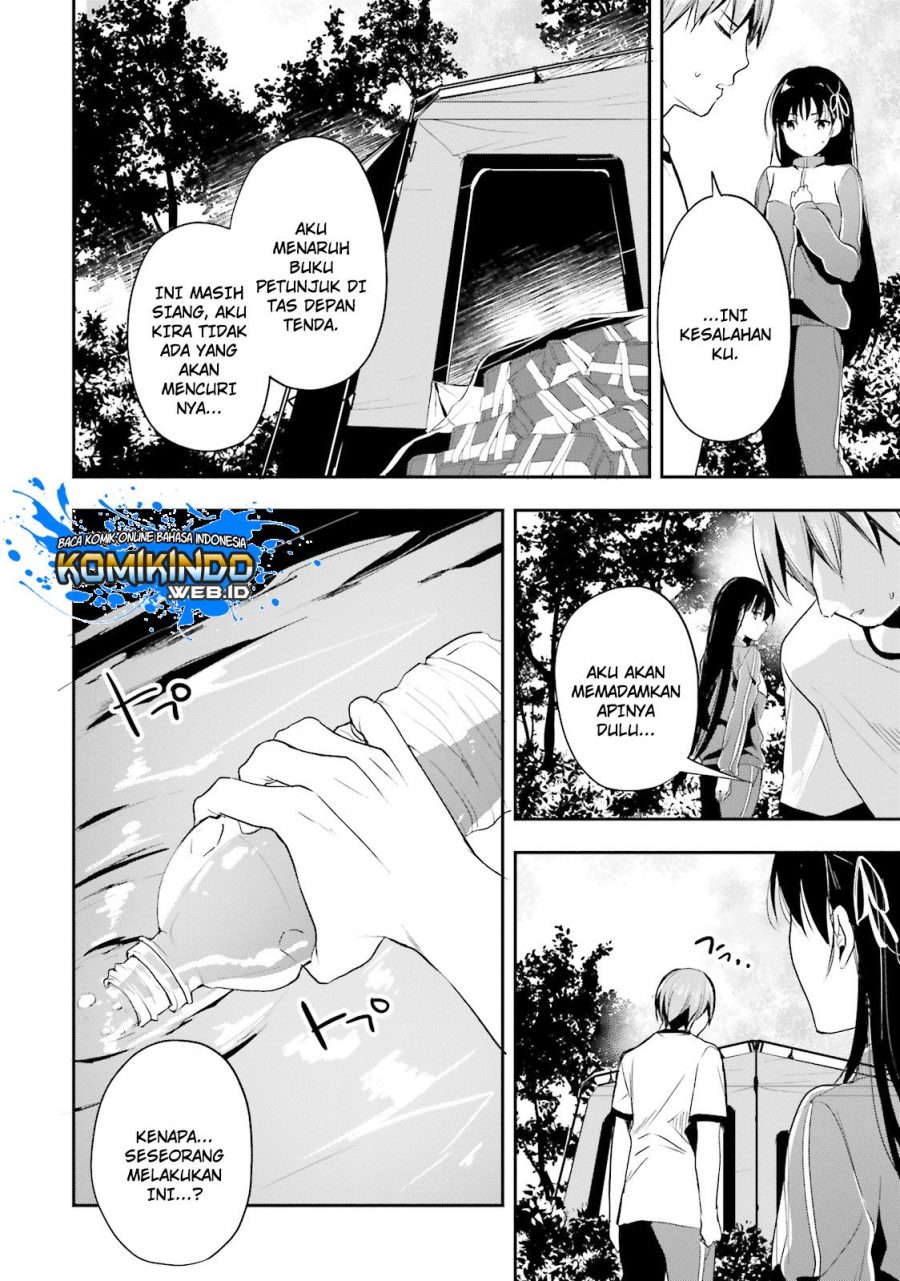 ...INI
KESALAHAN
KU.
AKU
MENARUH
BUKU
PETUNJUK DI
TAS DEPAN
TENDA.
INI MASIH
SIANG, AKU
KIRA TIDAK
ADA YANG
AKAN
MENCURI
NYA...
AKU AKAN
MEMADAMKAN
APINYA
DULU...
BACA KOMIK ONLINE BAHASA INDONESIA
KOMIKINDO
WEB.ID
トプ
トプ
KENAPA...
SESEORANG
MELAKUKAN
INI...?